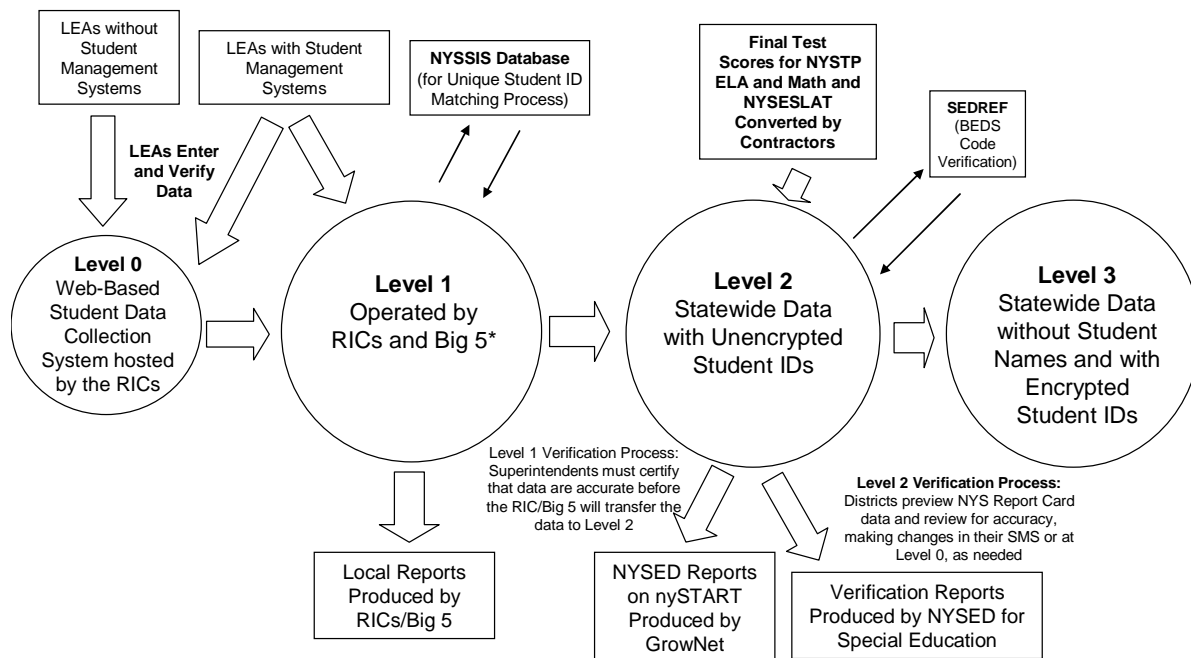 LEAs without
Student
Management
Systems
LEAs with Student
Management
Systems
NYSSIS Database
(for Unique Student ID
Matching Process)
Final Test
Scores for NYSTP
ELA and Math and
NYSESLAT
Converted by
Contractors
SEDREF
(BEDS
Code
Verification)
LEAs Enter
and Verify
Data
Level 0
Web-Based
Student Data
Collection
System hosted
by the RICs
Level 1
Operated by
RICs and Big 5*
Level 2
Statewide Data
with Unencrypted
Student IDs
Level 3
Statewide Data
without Student
Names and with
Encrypted
Student IDs
Level 1 Verification Process:
Superintendents must certify
that data are accurate before
the RIC/Big 5 will transfer the
data to Level 2
Level 2 Verification Process:
Districts preview NYS Report Card
data and review for accuracy,
making changes in their SMS or at
Level 0, as needed
Local Reports
Produced by
RICs/Big 5
NYSED Reports
on nySTART
Produced by
GrowNet
Verification Reports
Produced by NYSED for
Special Education